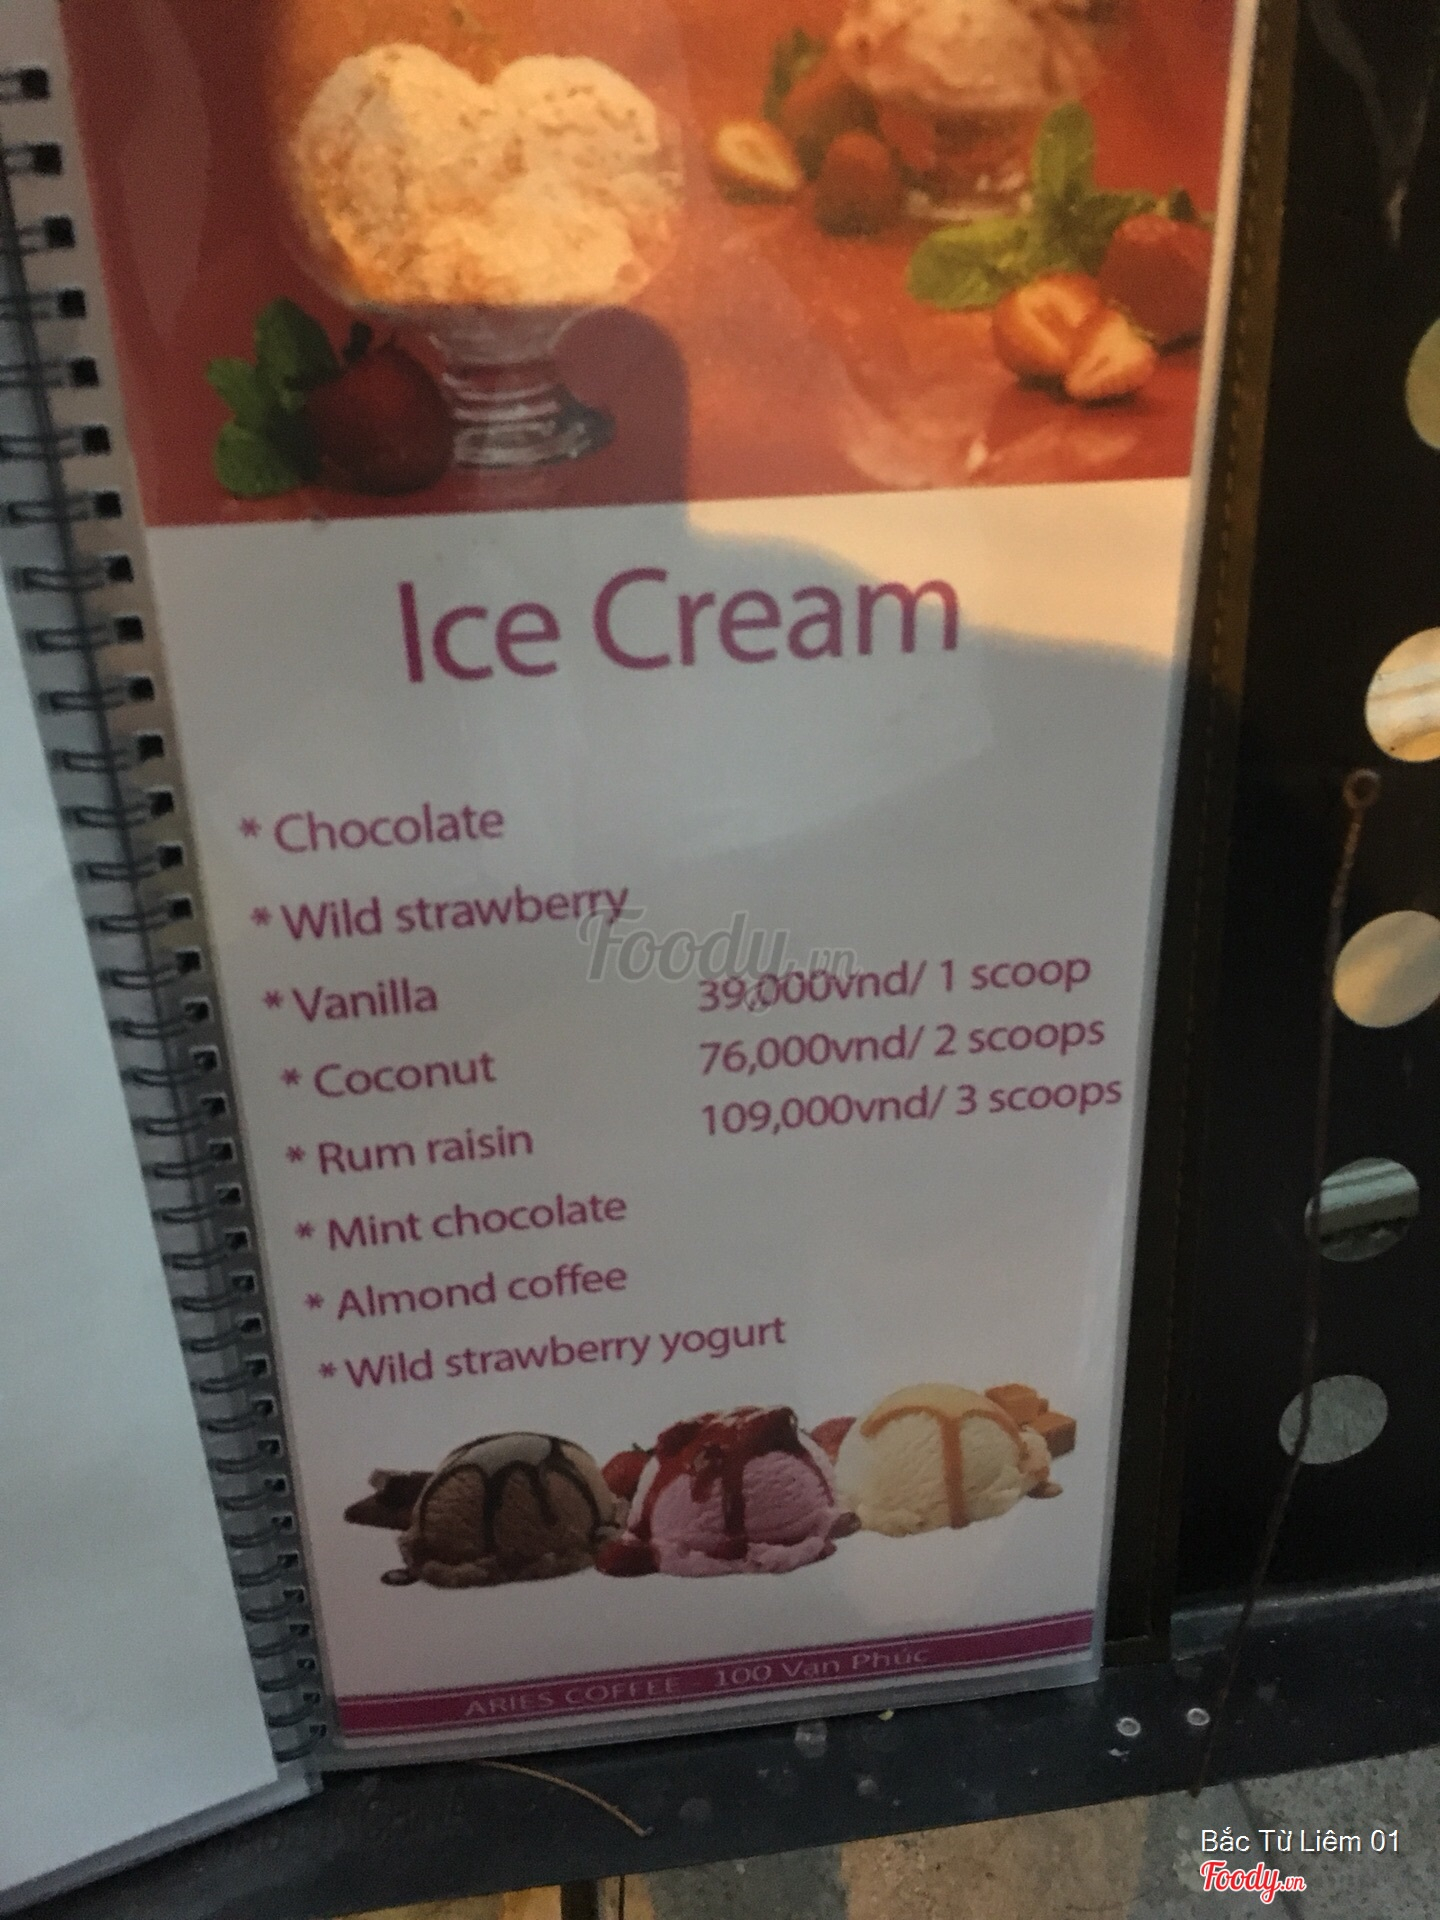 Ice Cream
* Chocolate
* Wild strawberry
* Vanilla
* Coconut
* Rum raisin
* Mint chocolate
* Almond coffee
* Wild strawberry yogurt
39,000vnd/ 1 scoop
76,000vnd/ 2 scoops
109,000vnd/ 3 scoops
Foody.vn
ARIES COFFEE - 100 Vạn Phúc
Bắc Từ Liêm 01
Foody.vn